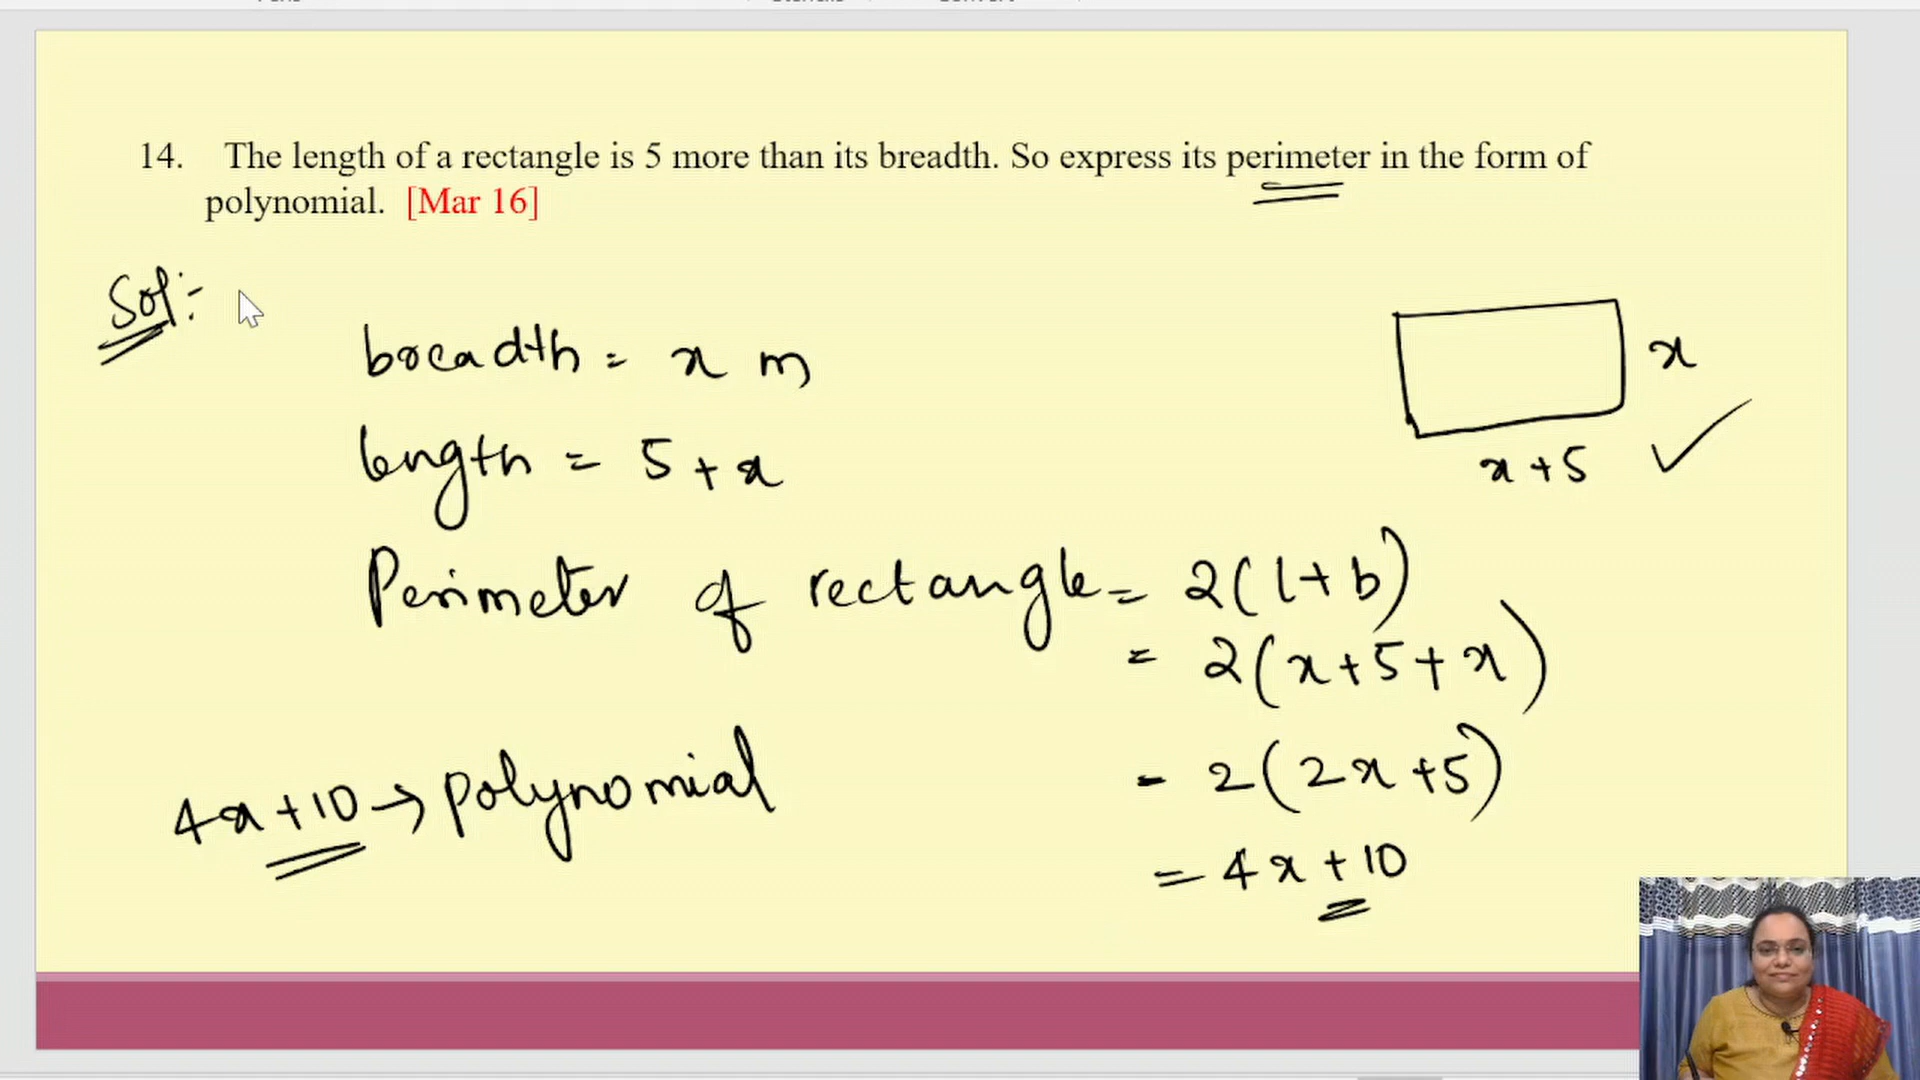 14. The length of a rectangle is 5 more than its breadth. So express its perimeter in the form of
polynomial. [Mar 16]
Sol:-
breadth = x m
x
length = 5 + x
x + 5
Perimeter of rectangle = 2(l + b)
= 2(x + 5 + x)
= 2(2x + 5)
4x + 10 → polynomial
= 4x + 10